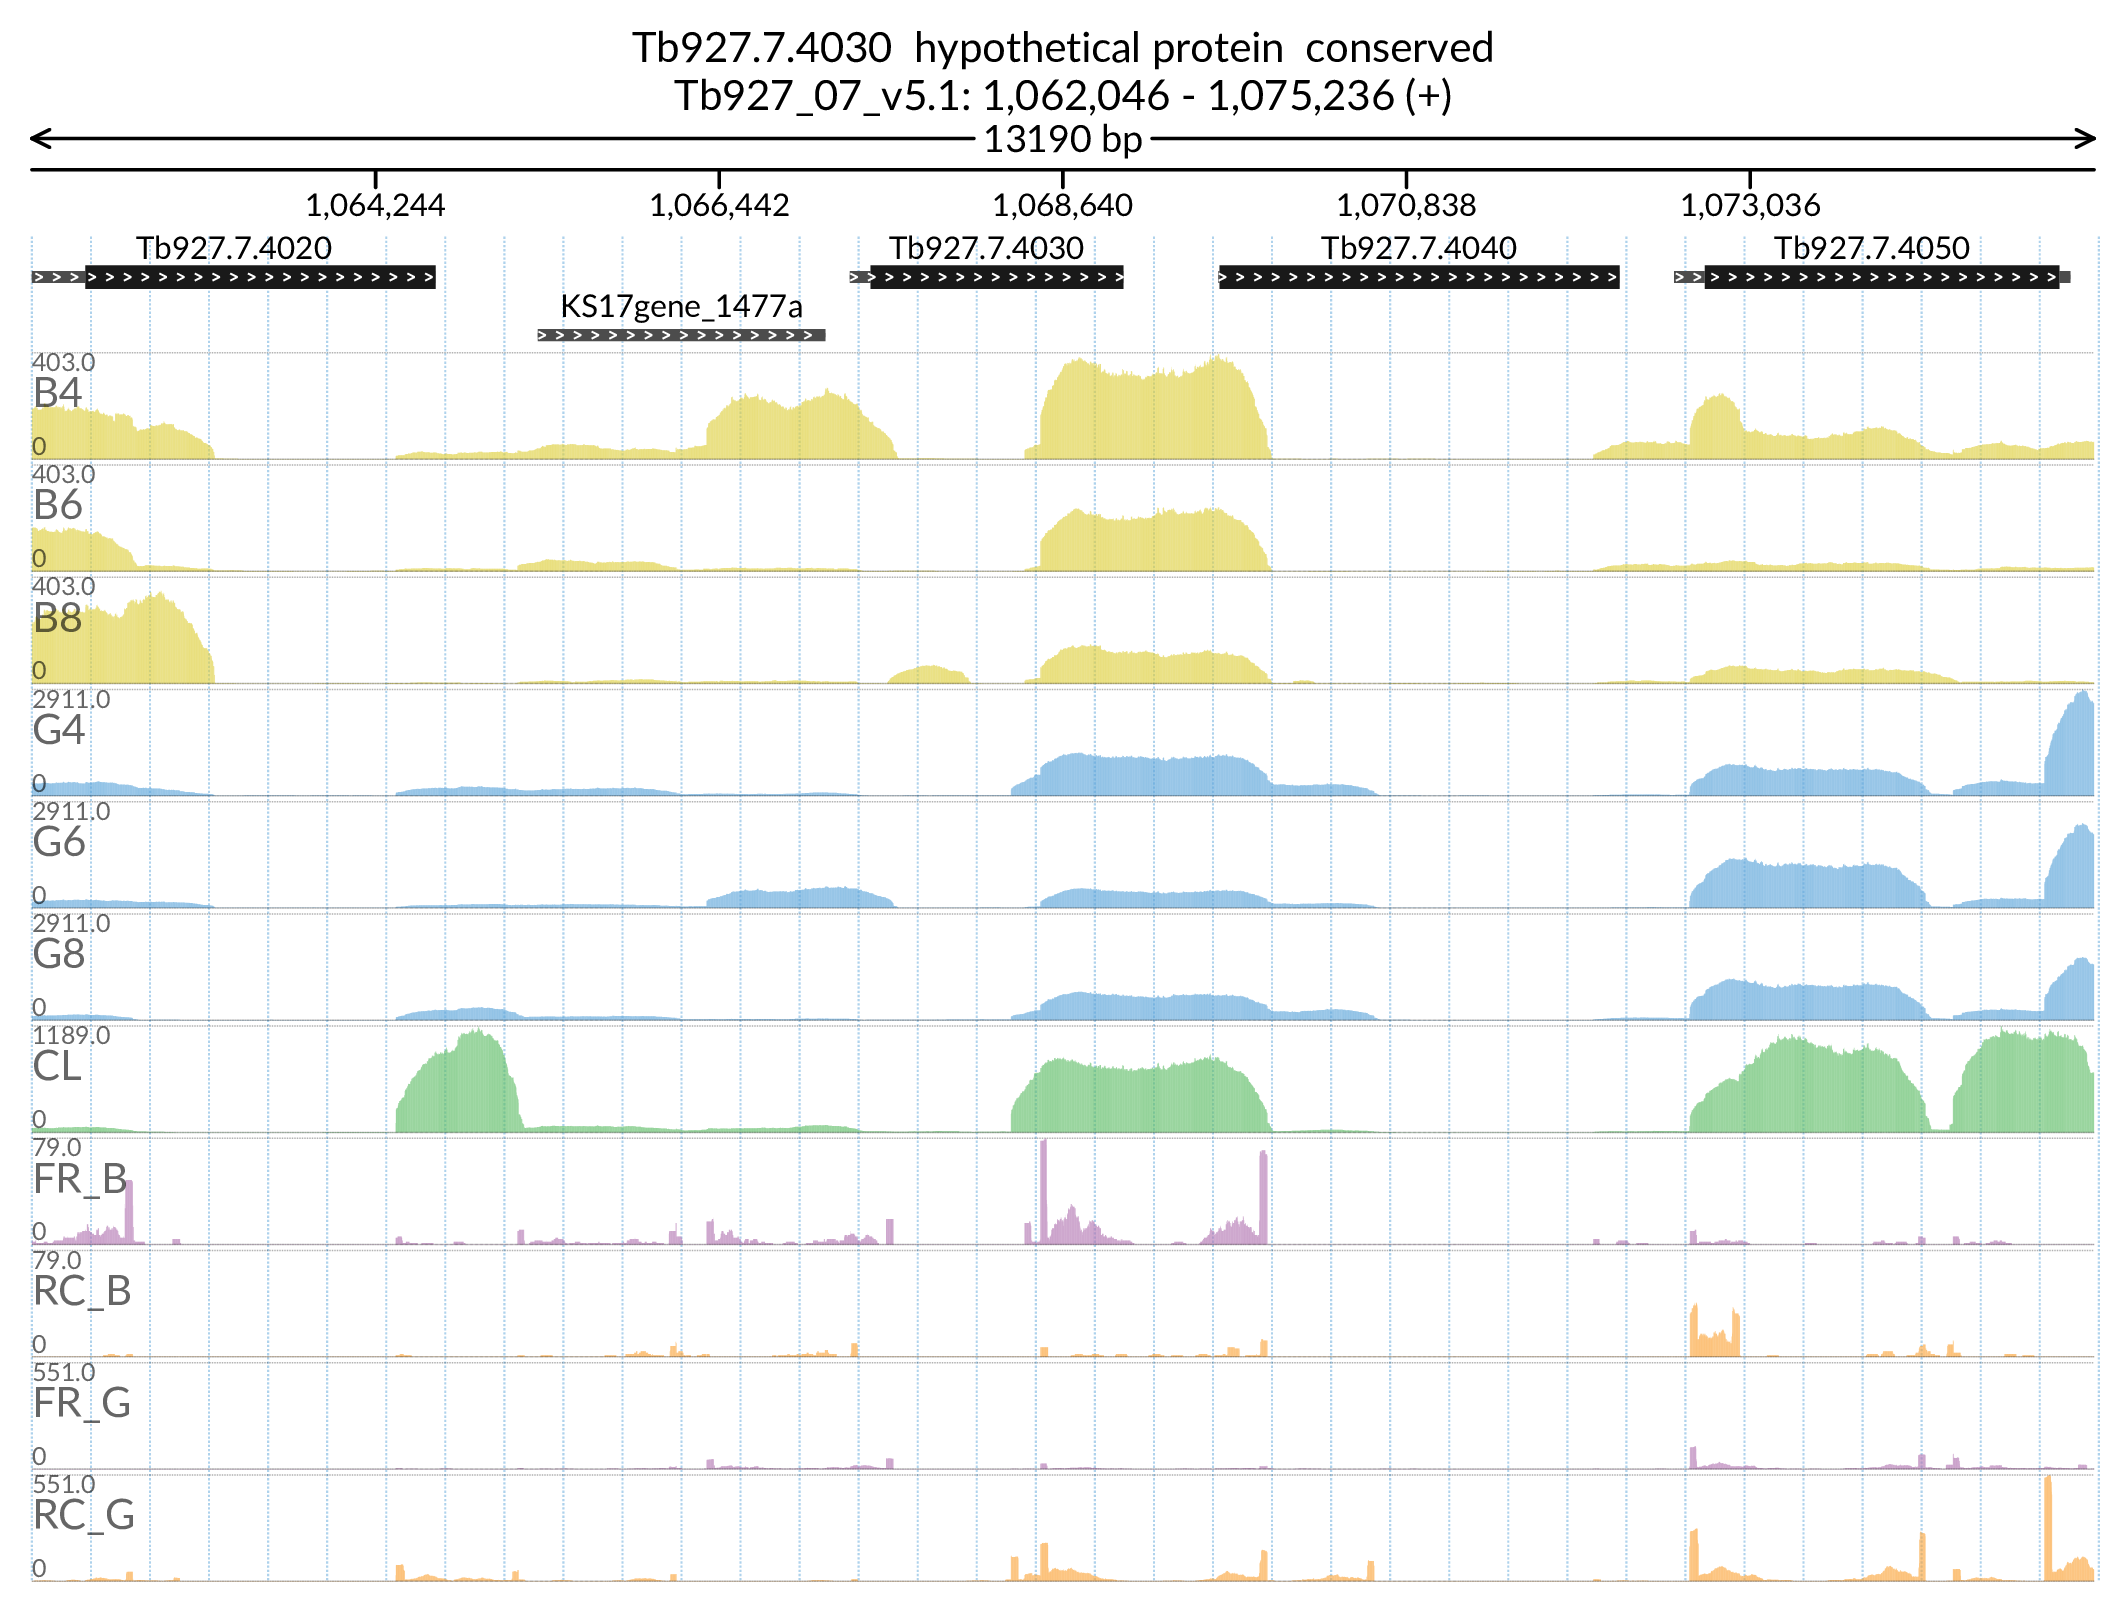 Tb927.7.4030  hypothetical protein  conserved
Tb927_07_v5.1: 1,062,046 - 1,075,236 (+)
13190 bp
1,064,244 1,066,442 1,068,640 1,070,838 1,073,036
Tb927.7.4020 Tb927.7.4030 Tb927.7.4040 Tb927.7.4050
KS17gene_1477a
403.0
B4
0
403.0
B6
0
403.0
B8
0
2911.0
G4
0
2911.0
G6
0
2911.0
G8
0
1189.0
CL
0
79.0
FR_B
0
79.0
RC_B
0
551.0
FR_G
0
551.0
RC_G
0